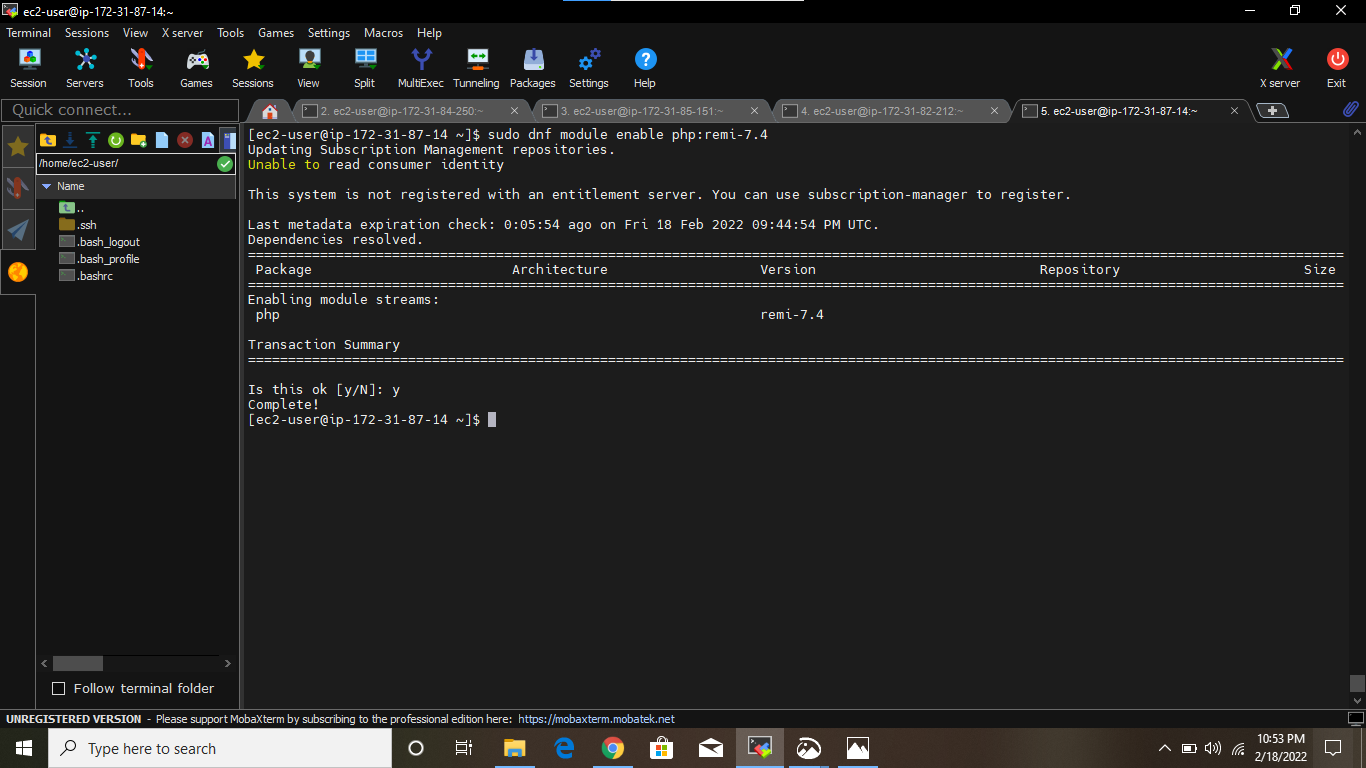 ec2-user@ip-172-31-87-14:~
Terminal Sessions View X server Tools Games Settings Macros Help
Session Servers Tools Games Sessions View Split MultiExec Tunneling Packages Settings Help X server Exit
Quick connect...
2. ec2-user@ip-172-31-84-250:~
3. ec2-user@ip-172-31-85-151:~
4. ec2-user@ip-172-31-82-212:~
5. ec2-user@ip-172-31-87-14:~
/home/ec2-user/
Name
..
.ssh
.bash_logout
.bash_profile
.bashrc
Follow terminal folder
[ec2-user@ip-172-31-87-14 ~]$ sudo dnf module enable php:remi-7.4
Updating Subscription Management repositories.
Unable to read consumer identity
This system is not registered with an entitlement server. You can use subscription-manager to register.
Last metadata expiration check: 0:05:54 ago on Fri 18 Feb 2022 09:44:54 PM UTC.
Dependencies resolved.
Package Architecture Version Repository Size
Enabling module streams:
php remi-7.4
Transaction Summary
Is this ok [y/N]: y
Complete!
[ec2-user@ip-172-31-87-14 ~]$
UNREGISTERED VERSION - Please support MobaXterm by subscribing to the professional edition here: https://mobaxterm.mobatek.net
Type here to search
10:53 PM
2/18/2022